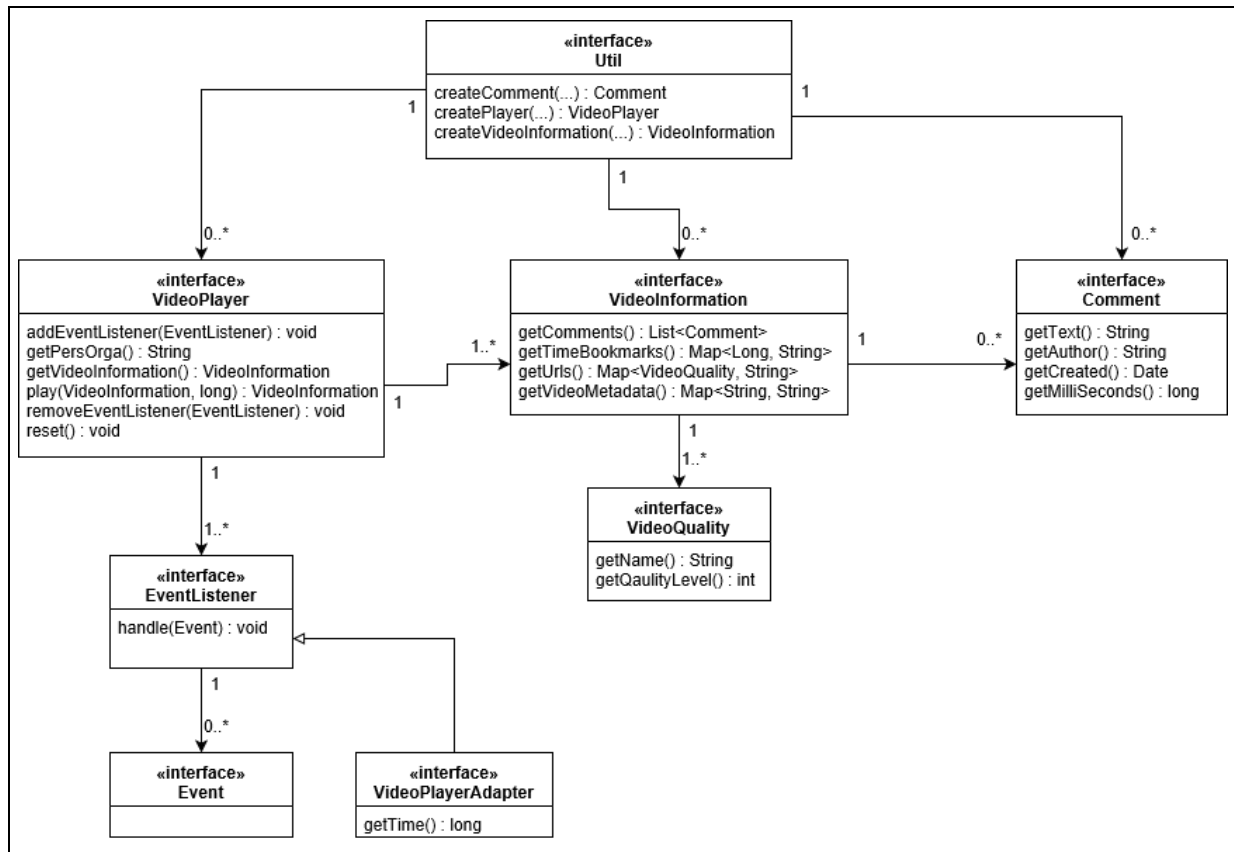 «interface»
Util
createComment(...) : Comment
createPlayer(...) : VideoPlayer
createVideoInformation(...) : VideoInformation
1
1
1
0..*
0..*
0..*
«interface»
VideoPlayer
addEventListener(EventListener) : void
getPersOrga() : String
getVideoInformation() : VideoInformation
play(VideoInformation, long) : VideoInformation
removeEventListener(EventListener) : void
reset() : void
1..*
1
«interface»
VideoInformation
getComments() : List<Comment>
getTimeBookmarks() : Map<Long, String>
getUrls() : Map<VideoQuality, String>
getVideoMetadata() : Map<String, String>
1
0..*
«interface»
Comment
getText() : String
getAuthor() : String
getCreated() : Date
getMilliSeconds() : long
1
1..*
1
1..*
«interface»
VideoQuality
getName() : String
getQaulityLevel() : int
«interface»
EventListener
handle(Event) : void
1
0..*
«interface»
Event
«interface»
VideoPlayerAdapter
getTime() : long